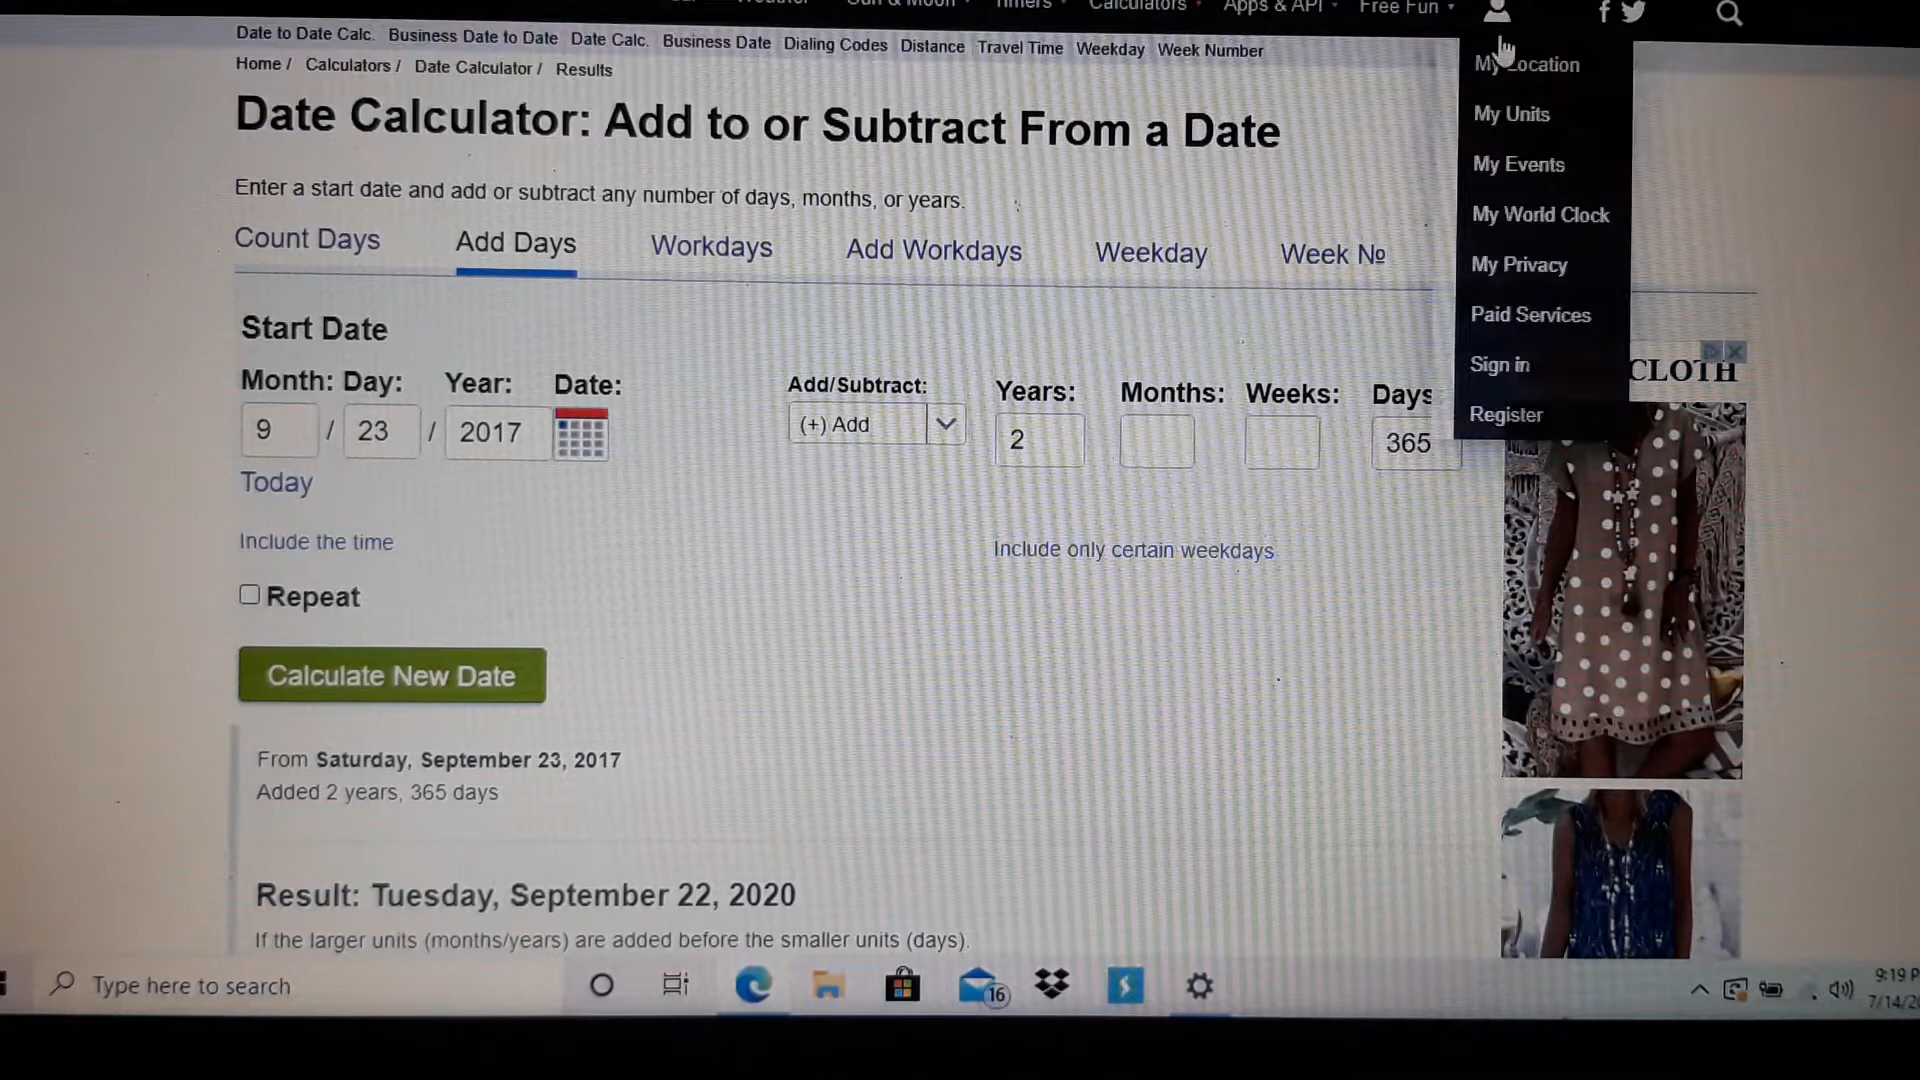 Calculators Apps & API Free Fun
Date to Date Calc. Business Date to Date Date Calc. Business Date Dialing Codes Distance Travel Time Weekday Week Number
Home / Calculators / Date Calculator / Results
Date Calculator: Add to or Subtract From a Date
Enter a start date and add or subtract any number of days, months, or years.
Count Days Add Days Workdays Add Workdays Weekday Week №
My Location
My Units
My Events
My World Clock
My Privacy
Paid Services
Sign in
Register
Start Date
Month: Day: Year: Date:
9 / 23 / 2017
Today
Include the time
Add/Subtract: Years: Months: Weeks: Days
(+) Add 2 365
Include only certain weekdays
Repeat
Calculate New Date
From Saturday, September 23, 2017
Added 2 years, 365 days
Result: Tuesday, September 22, 2020
If the larger units (months/years) are added before the smaller units (days).
CLOTH
Type here to search
16
9:19 P
7/14/2